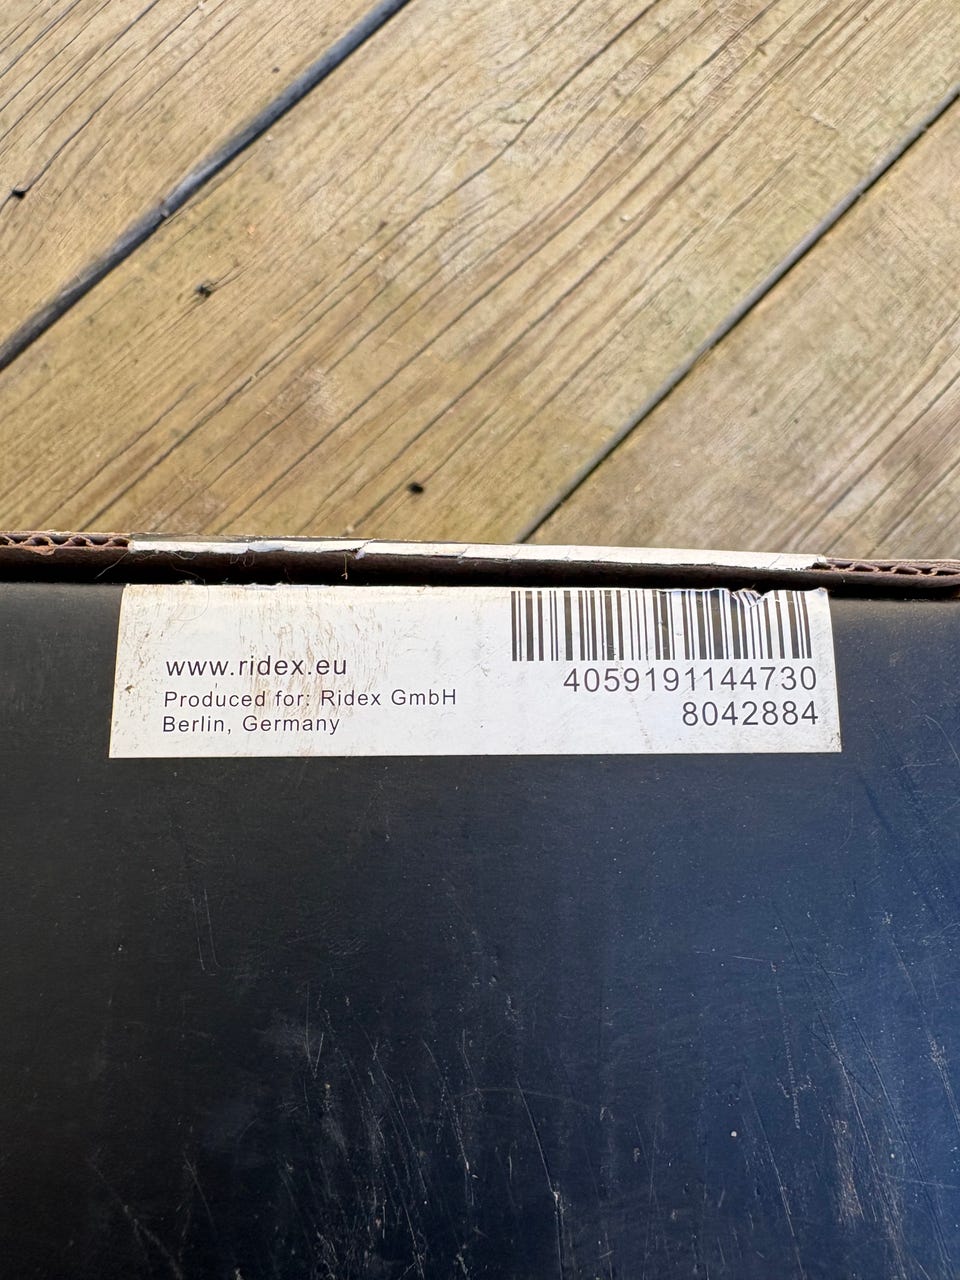 www.ridex.eu
Produced for: Ridex GmbH
Berlin, Germany
4059191144730
8042884